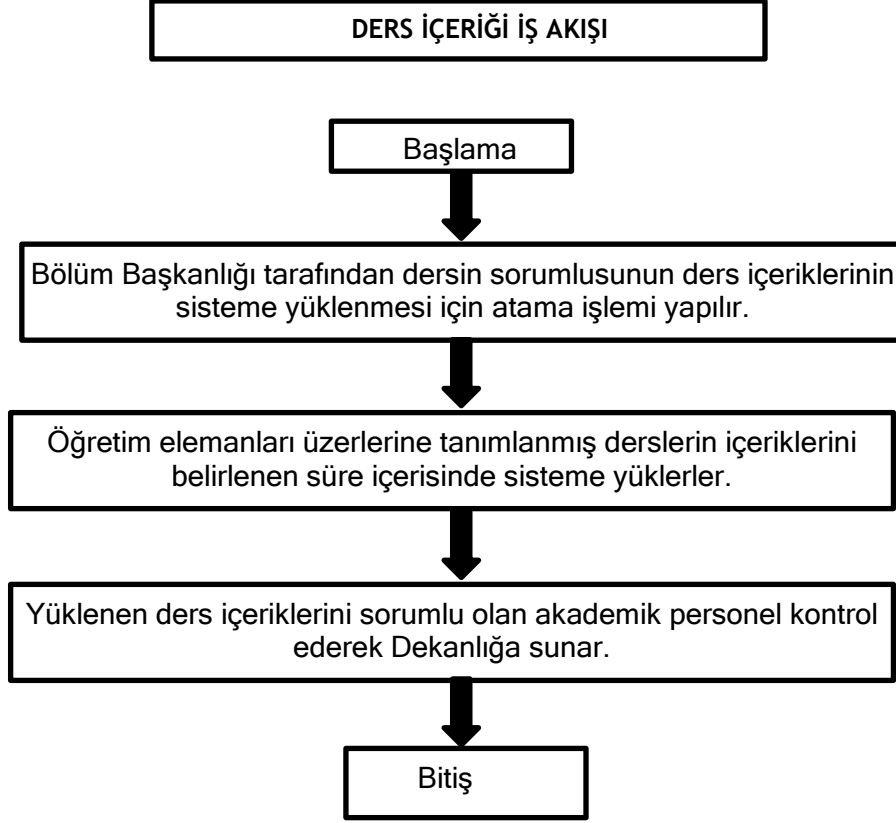 DERS İÇERİĞİ İŞ AKIŞI
Başlama
Bölüm Başkanlığı tarafından dersin sorumlusunun ders içeriklerinin
sisteme yüklenmesi için atama işlemi yapılır.
Öğretim elemanları üzerlerine tanımlanmış derslerin içeriklerini
belirlenen süre içerisinde sisteme yüklerler.
Yüklenen ders içeriklerini sorumlu olan akademik personel kontrol
ederek Dekanlığa sunar.
Bitiş